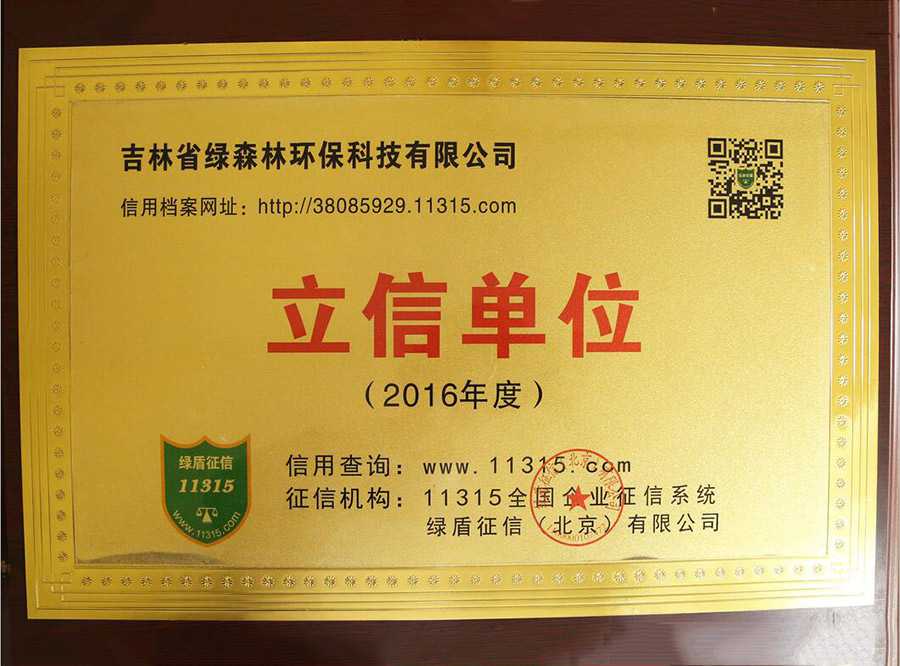 吉林省绿森林环保科技有限公司
信用档案网址：http://38085929.11315.com
立信单位
（2016年度）
绿盾征信
11315
www.11315.com
信用查询：www.11315.com
征信机构：11315全国企业征信系统
绿盾征信（北京）有限公司